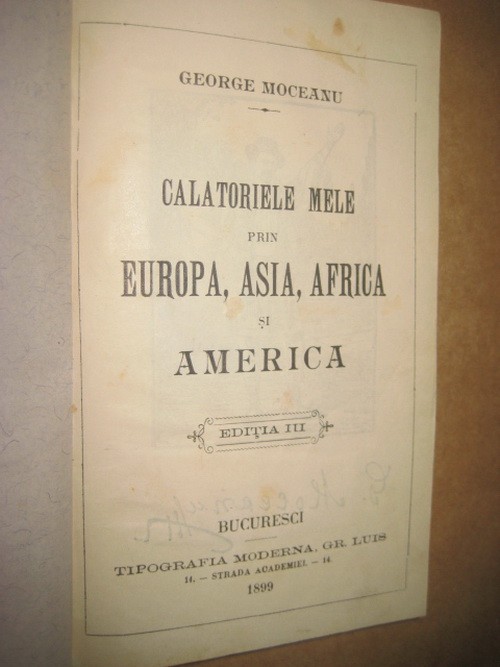 GEORGE MOCEANU
CALATORIELE MELE
PRIN
EUROPA, ASIA, AFRICA
ȘI
AMERICA
EDIȚIA III
BUCURESCI
TIPOGRAFIA MODERNA, GR. LUIS
14. — STRADA ACADEMIEI. — 14.
1899